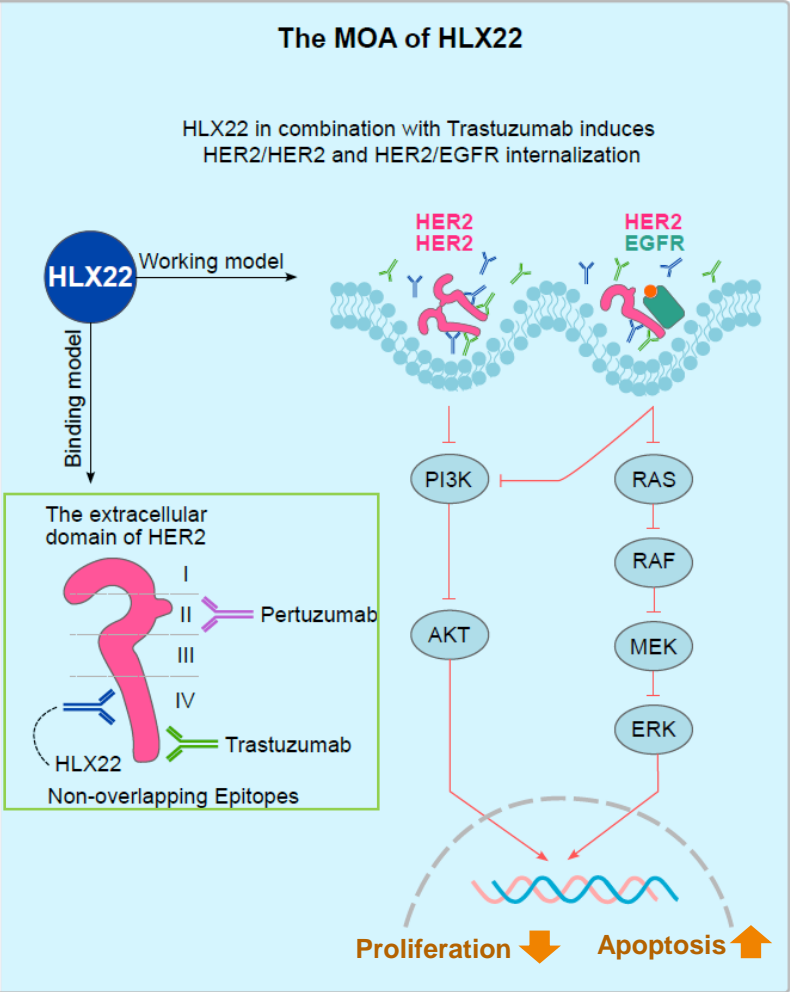 The MOA of HLX22
HLX22 in combination with Trastuzumab induces
HER2/HER2 and HER2/EGFR internalization
HER2
HER2
HER2
EGFR
HLX22
Working model
Binding model
PI3K
RAS
RAF
AKT
MEK
ERK
The extracellular
domain of HER2
I
II
Pertuzumab
III
IV
Trastuzumab
HLX22
Non-overlapping Epitopes
Proliferation
Apoptosis